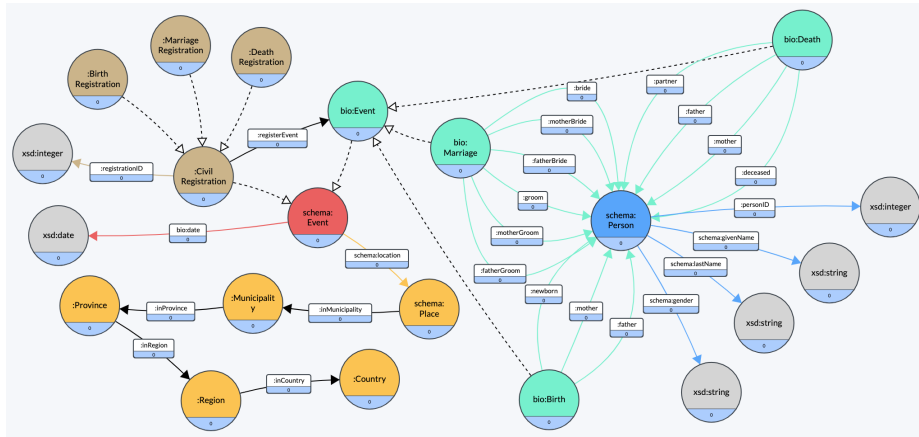 bio:Death
0
:Marriage
Registration
0
:Death
Registration
0
:Birth
Registration
0
bio:Event
0
:bride
0
:partner
0
:father
0
:motherBride
0
:registerEvent
0
bio:
Marriage
0
:mother
0
xsd:integer
:registrationID
0
:fatherBride
0
:deceased
0
:Civil
Registration
0
:groom
0
:personID
0
xsd:integer
schema:
Event
0
schema:
Person
0
xsd:date
bio:date
0
:motherGroom
0
schema:givenName
0
schema:location
0
:fatherGroom
0
schema:lastName
0
xsd:string
:newborn
0
schema:gender
0
:Province
0
:inProvince
0
:Municipalit
y
0
:inMunicipality
0
schema:
Place
0
:mother
0
:father
0
xsd:string
:inRegion
0
:Region
0
:inCountry
0
:Country
0
bio:Birth
0
xsd:string
0
0
0
0
0
0